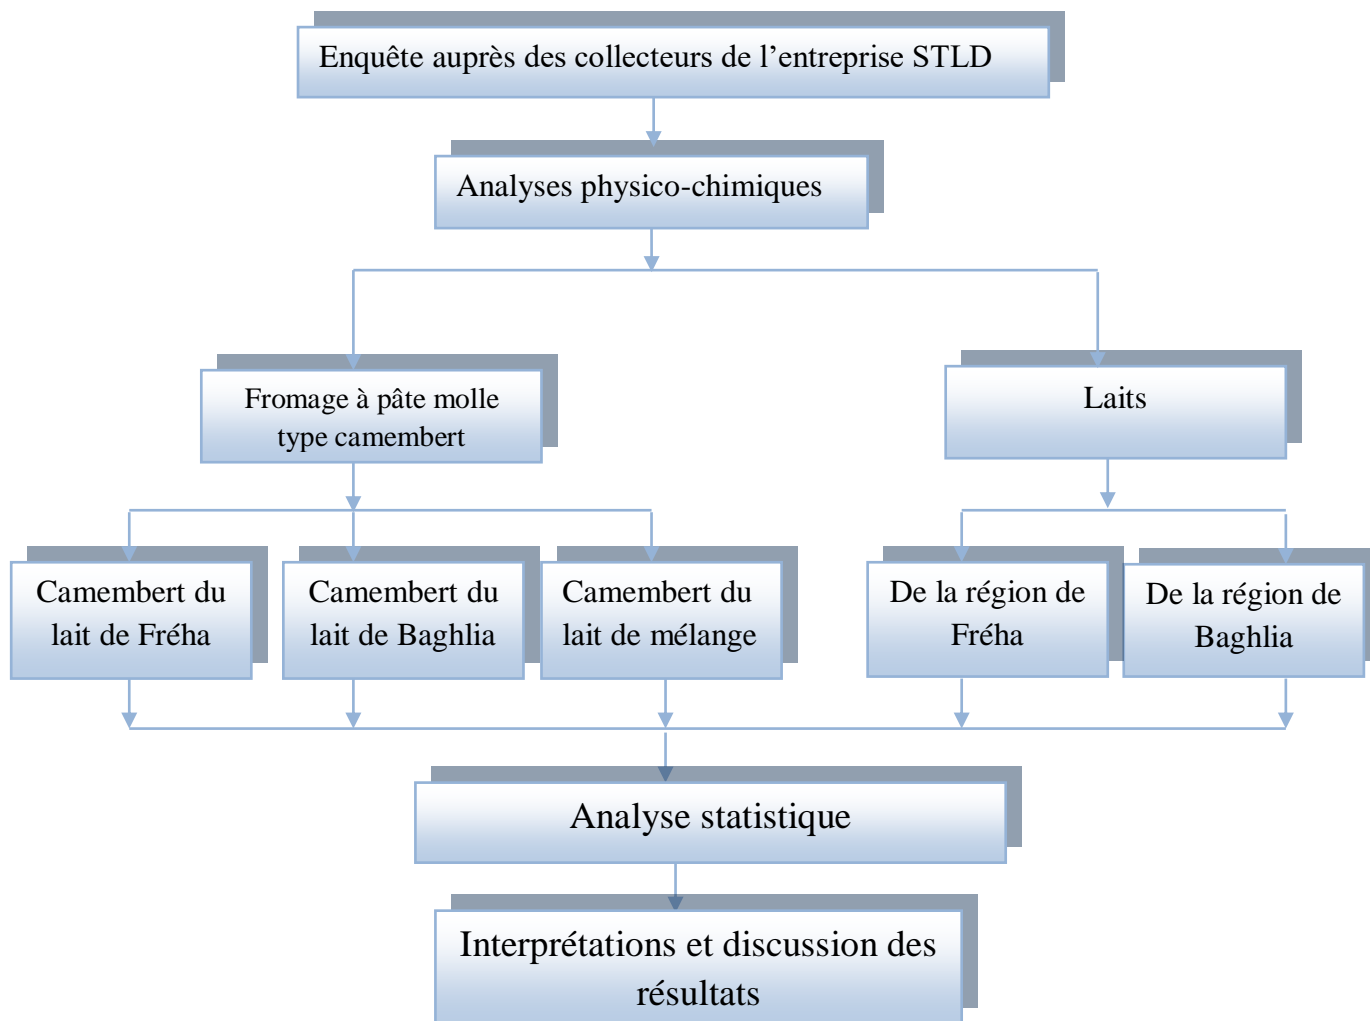 Enquête auprès des collecteurs de l’entreprise STLD
Analyses physico-chimiques
Fromage à pâte molle
type camembert
Laits
Camembert du
lait de Fréha
Camembert du
lait de Baghlia
Camembert du
lait de mélange
De la région de
Fréha
De la région de
Baghlia
Analyse statistique
Interprétations et discussion des
résultats